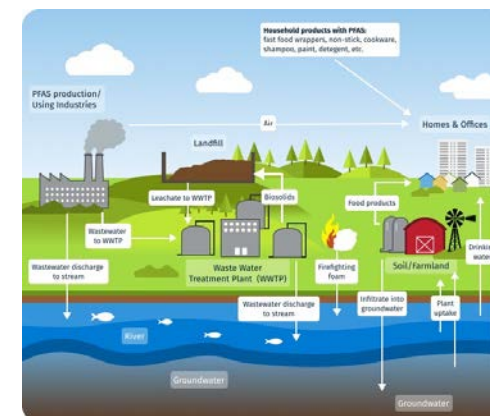 Household products with PFAS:
fast food wrappers, non-stick, cookware,
shampoo, paint, detegent, etc.
PFAS production/
Using Industries
Air
Homes & Offices
Landfill
Leachate to WWTP
Biosolids
Food products
Wastewater
to WWTP
Wastewater discharge
to stream
Waste Water
Treatment Plant (WWTP)
Firefighting
foam
Soil/Farmland
Drinking
water
Wastewater discharge
to stream
Infiltrate into
groundwater
Plant
uptake
River
Groundwater
Groundwater